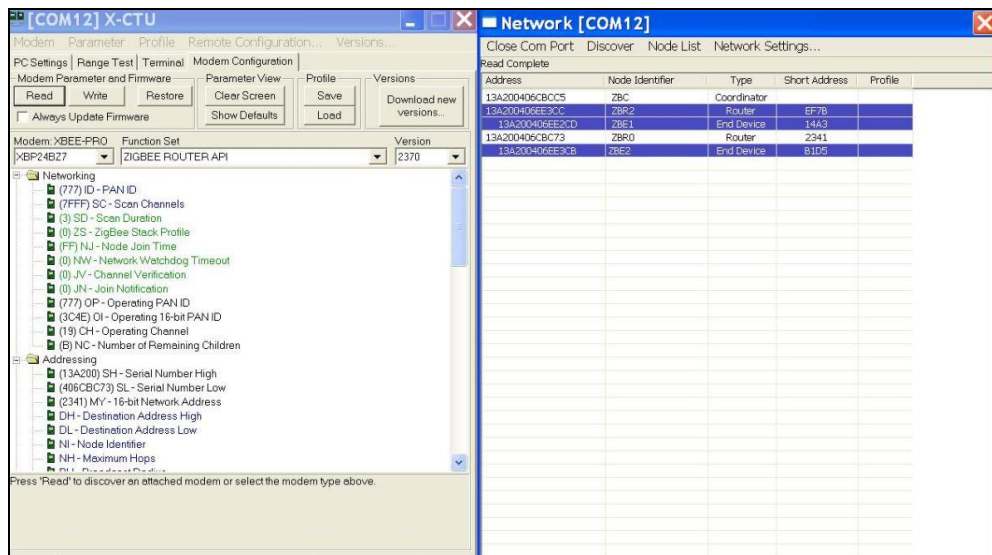 [COM12] X-CTU
Modem Parameter Profile Remote Configuration... Versions...
PC Settings Range Test Terminal Modem Configuration
Modem Parameter and Firmware Parameter View Profile Versions
Read Write Restore Clear Screen Save Download new versions...
Always Update Firmware Show Defaults Load
Modem: XBEE-PRO Function Set Version
XBP24BZ7 ZIGBEE ROUTER API 2370
Networking
(777) ID - PAN ID
(7FFF) SC - Scan Channels
(3) SD - Scan Duration
(0) ZS - ZigBee Stack Profile
(FF) NJ - Node Join Time
(0) NW - Network Watchdog Timeout
(0) JV - Channel Verification
(0) JN - Join Notification
(777) OP - Operating PAN ID
(3C4E) OI - Operating 16-bit PAN ID
(19) CH - Operating Channel
(B) NC - Number of Remaining Children
Addressing
(13A200) SH - Serial Number High
(406CBC73) SL - Serial Number Low
(2341) MY - 16-bit Network Address
DH - Destination Address High
DL - Destination Address Low
NI - Node Identifier
NH - Maximum Hops
Press 'Read' to discover an attached modem or select the modem type above.
Network [COM12]
Close Com Port Discover Node List Network Settings...
Read Complete
Address Node Identifier Type Short Address Profile
13A200406CBCC5 ZBC Coordinator
13A200406EE3CC ZBR2 Router EF7B
13A200406EE2CD ZBE1 End Device 14A3
13A200406CBC73 ZBR0 Router 2341
13A200406EE3CB ZBE2 End Device B1D5